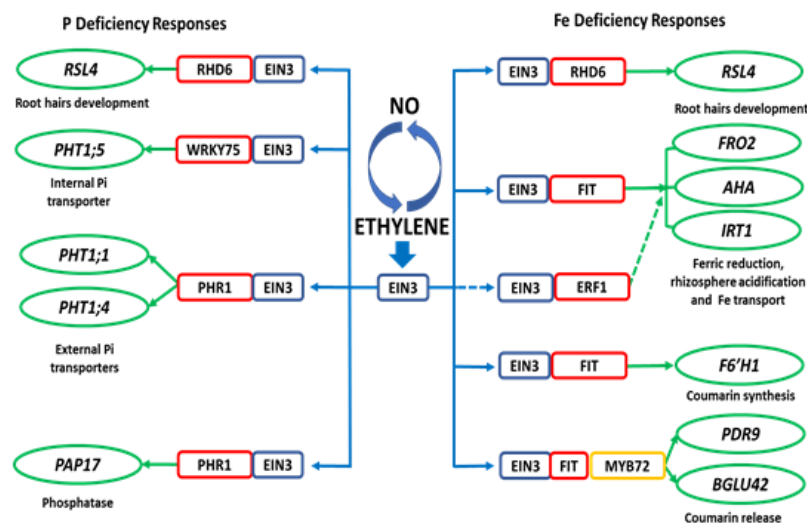 P Deficiency Responses
RSL4
RHD6
EIN3
Root hairs development
PHT1;5
WRKY75
EIN3
Internal Pi
transporter
PHT1;1
PHT1;4
PHR1
EIN3
External Pi
transporters
PAP17
PHR1
EIN3
Phosphatase
NO
ETHYLENE
EIN3
Fe Deficiency Responses
EIN3
RHD6
RSL4
Root hairs development
EIN3
FIT
FRO2
AHA
IRT1
Ferric reduction,
rhizosphere acidification
and Fe transport
EIN3
ERF1
EIN3
FIT
F6'H1
Coumarin synthesis
EIN3
FIT
MYB72
PDR9
BGLU42
Coumarin release